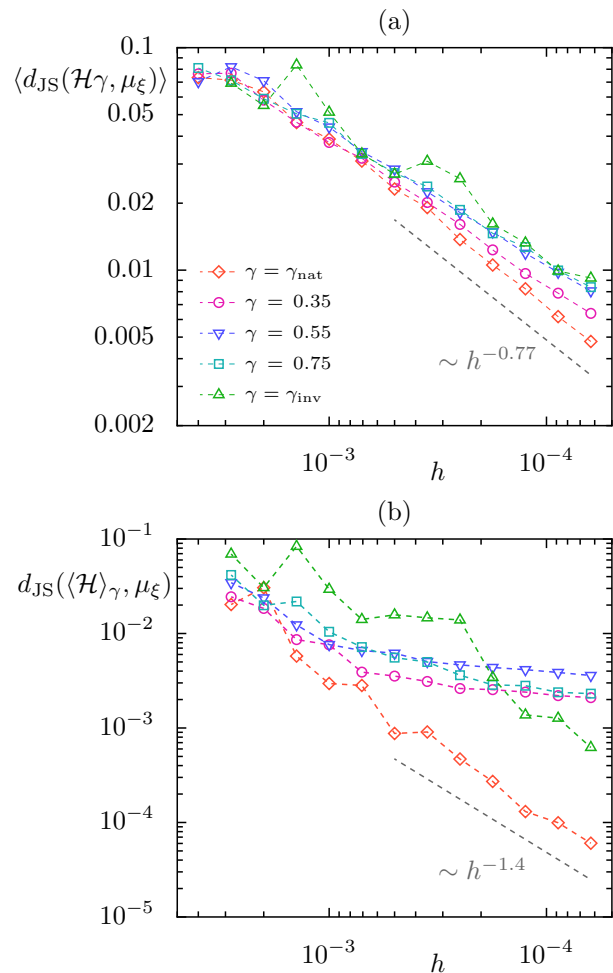 (a)
⟨d_JS(ℋγ, μ_ξ)⟩
0.1
0.05
0.02
0.01
0.005
0.002
γ = γ_nat
γ = 0.35
γ = 0.55
γ = 0.75
γ = γ_inv
∼ h^{-0.77}
10^{-3}
h
10^{-4}
(b)
d_JS(⟨ℋ⟩_γ, μ_ξ)
10^{-1}
10^{-2}
10^{-3}
10^{-4}
10^{-5}
∼ h^{-1.4}
10^{-3}
h
10^{-4}